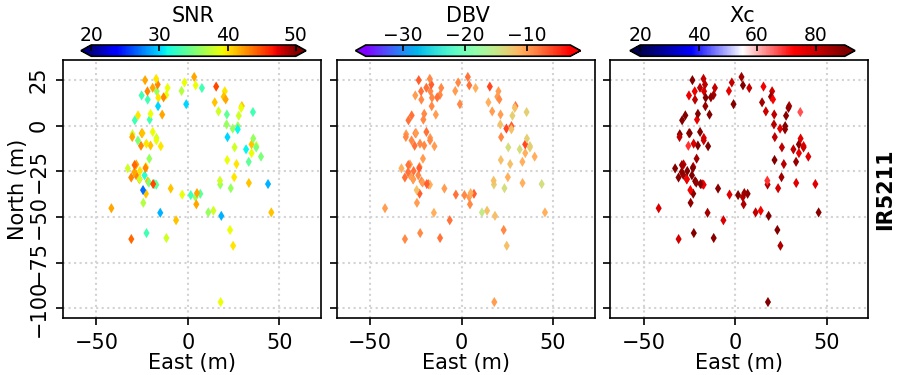 SNR DBV Xc
20 30 40 50 −30 −20 −10 20 40 60 80
25
0
−25
−50
−75
−100
North (m)
−50 0 50 −50 0 50 −50 0 50
East (m) East (m) East (m)
IR5211